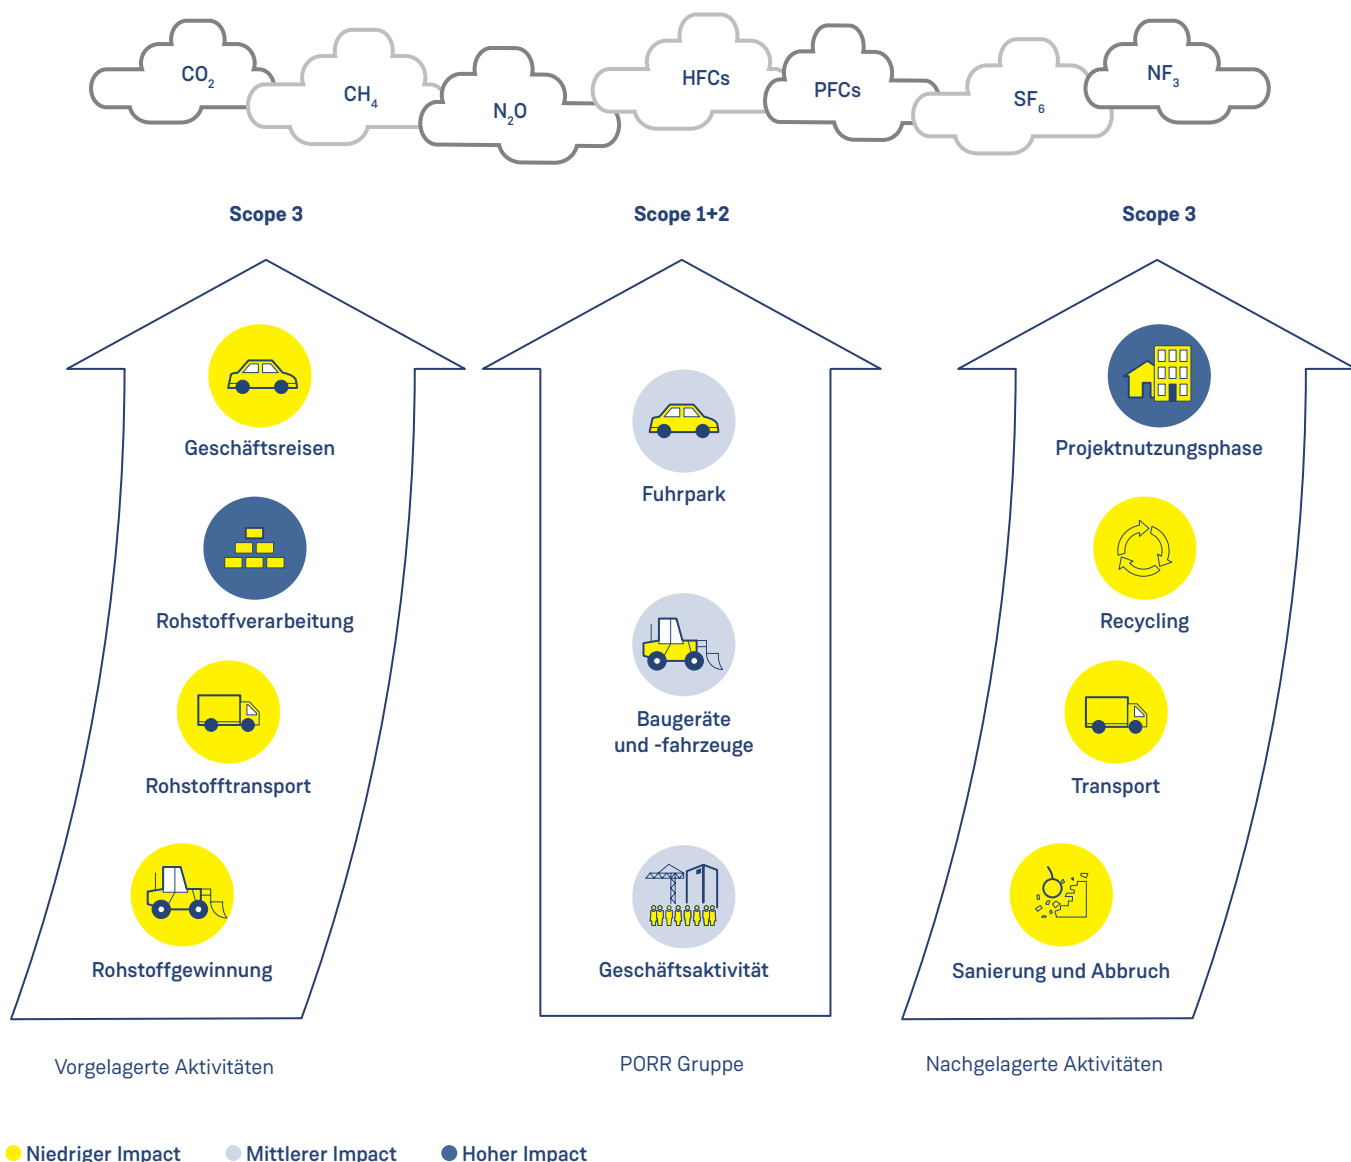 CO₂
CH₄
N₂O
HFCs
PFCs
SF₆
NF₃
Scope 3
Scope 1+2
Scope 3
Geschäftsreisen
Rohstoffverarbeitung
Rohstofftransport
Rohstoffgewinnung
Vorgelagerte Aktivitäten
Fuhrpark
Baugeräte
und -fahrzeuge
Geschäftsaktivität
PORR Gruppe
Projektnutzungsphase
Recycling
Transport
Sanierung und Abbruch
Nachgelagerte Aktivitäten
Niedriger Impact
Mittlerer Impact
Hoher Impact